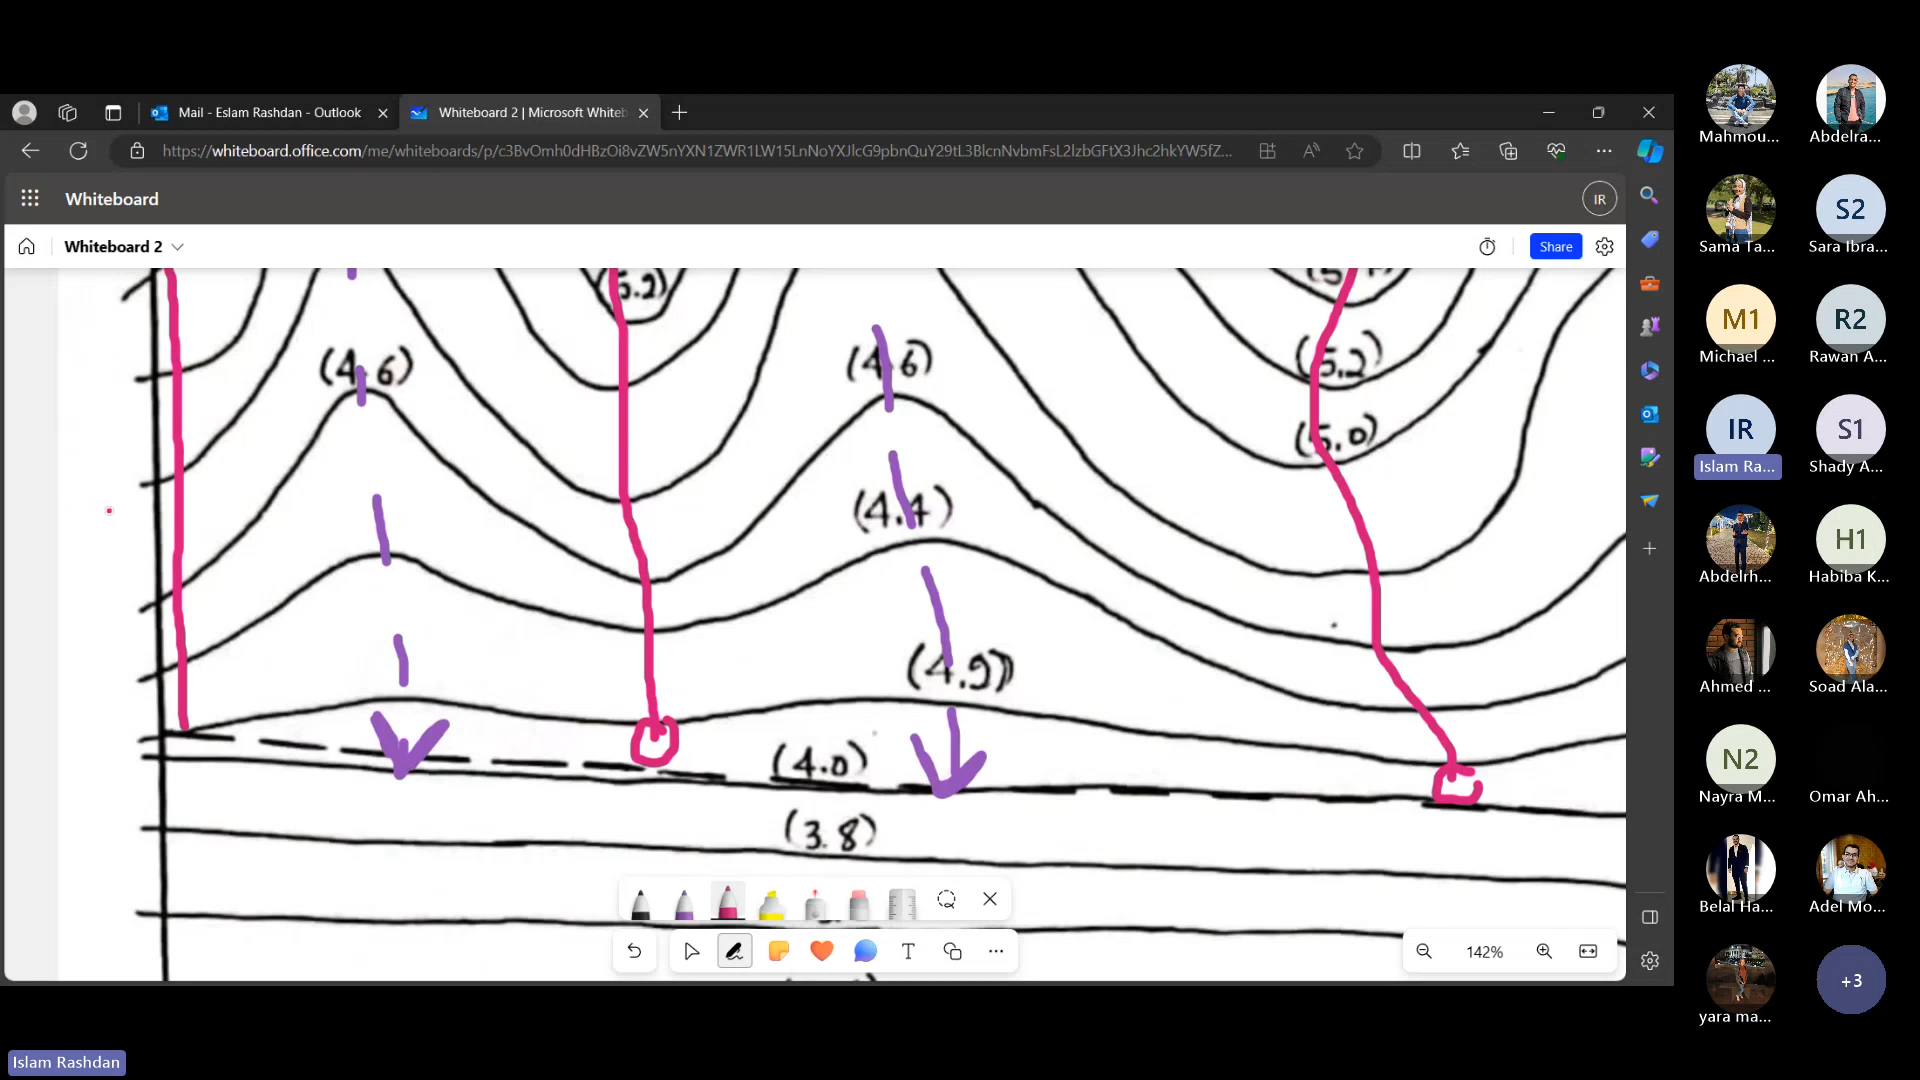 Mail - Eslam Rashdan - Outlook
Whiteboard 2 | Microsoft Whiteb
https://whiteboard.office.com/me/whiteboards/p/c3BvOmh0dHBzOi8vZW5nYXN1ZWR1LW15LnNoYXJlcG9pbnQuY29tL3BlcnNvbmFsL2lzbGFtX3Jhc2hkYW5fZ...
Whiteboard
IR
Whiteboard 2
Share
(5.2)
(4.6)
(4.6)
(5.2)
(5.0)
(4.4)
(4.9)
(4.0)
(3.8)
142%
Mahmou...
Abdelra...
Sama Ta...
S2
Sara Ibra...
M1
Michael ...
R2
Rawan A...
IR
Islam Ra...
S1
Shady A...
Abdelrh...
H1
Habiba K...
Ahmed ...
Soad Ala...
N2
Nayra M...
Omar Ah...
Belal Ha...
Adel Mo...
yara ma...
+3
Islam Rashdan